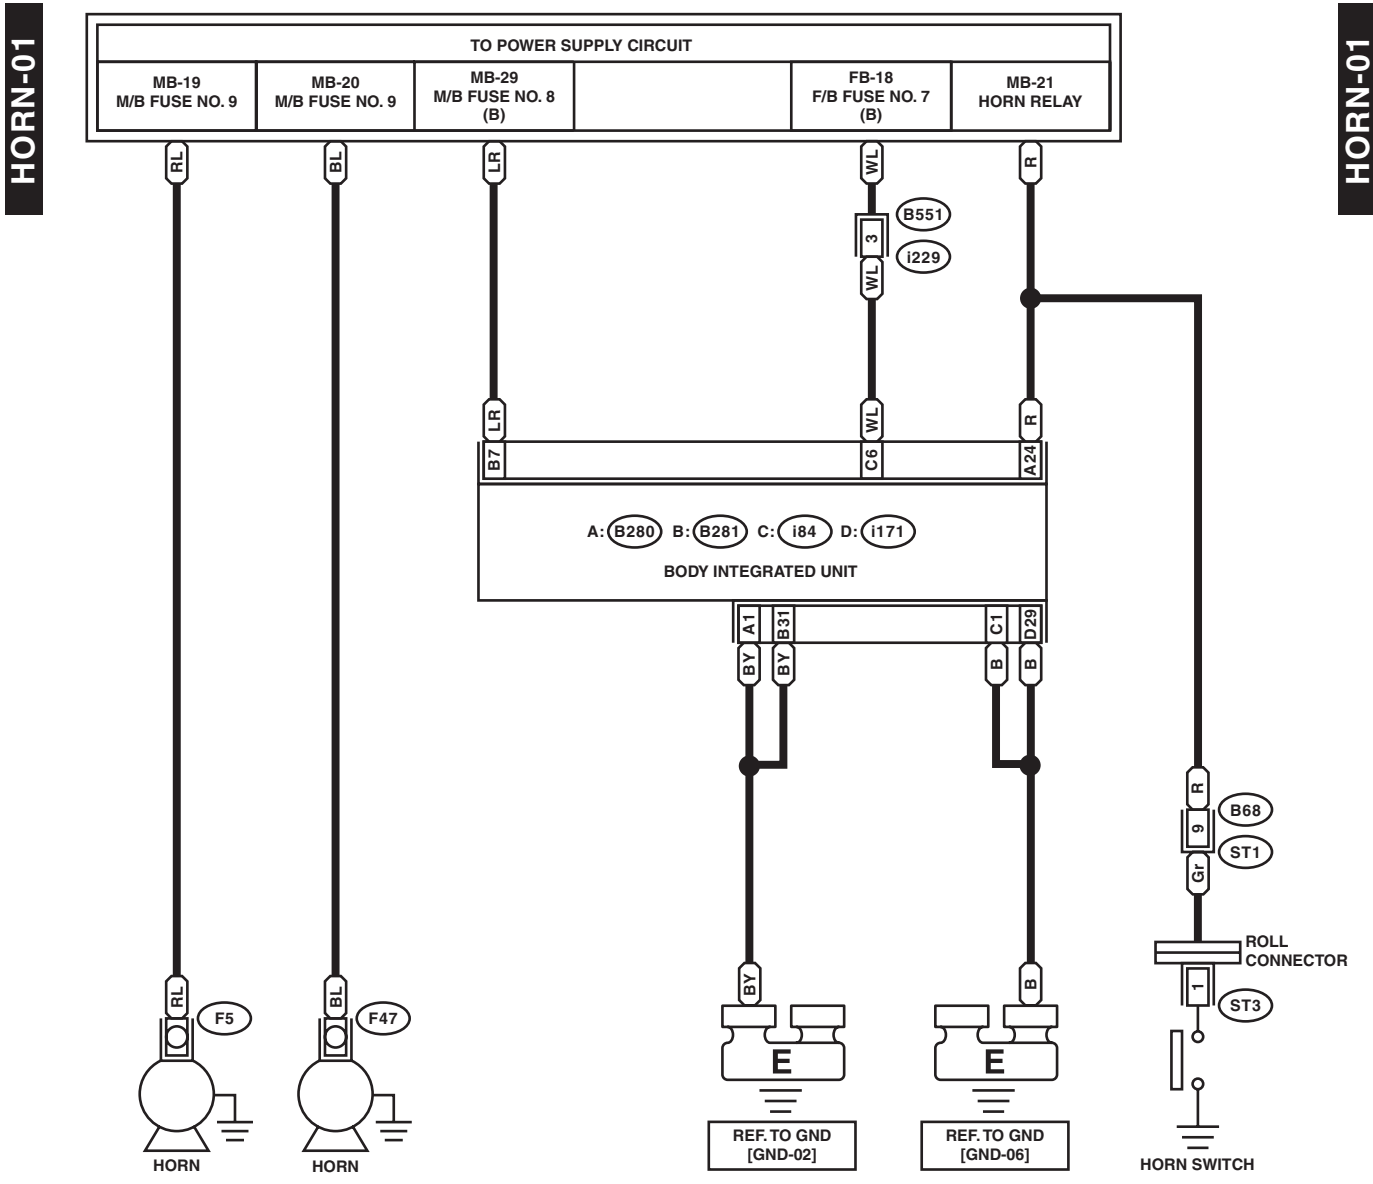 HORN-01
HORN-01
TO POWER SUPPLY CIRCUIT
MB-19
M/B FUSE NO. 9
MB-20
M/B FUSE NO. 9
MB-29
M/B FUSE NO. 8
(B)
FB-18
F/B FUSE NO. 7
(B)
MB-21
HORN RELAY
RL
BL
LR
WL
R
3
B551
i229
WL
LR
WL
R
B7
C6
A24
A: B280 B: B281 C: i84 D: i171
BODY INTEGRATED UNIT
A1
B31
C1
D29
BY
BY
B
B
R
9
B68
ST1
Gr
ROLL
CONNECTOR
1
ST3
RL
BL
BY
B
F5
F47
E
E
REF. TO GND
[GND-02]
REF. TO GND
[GND-06]
HORN
HORN
HORN SWITCH